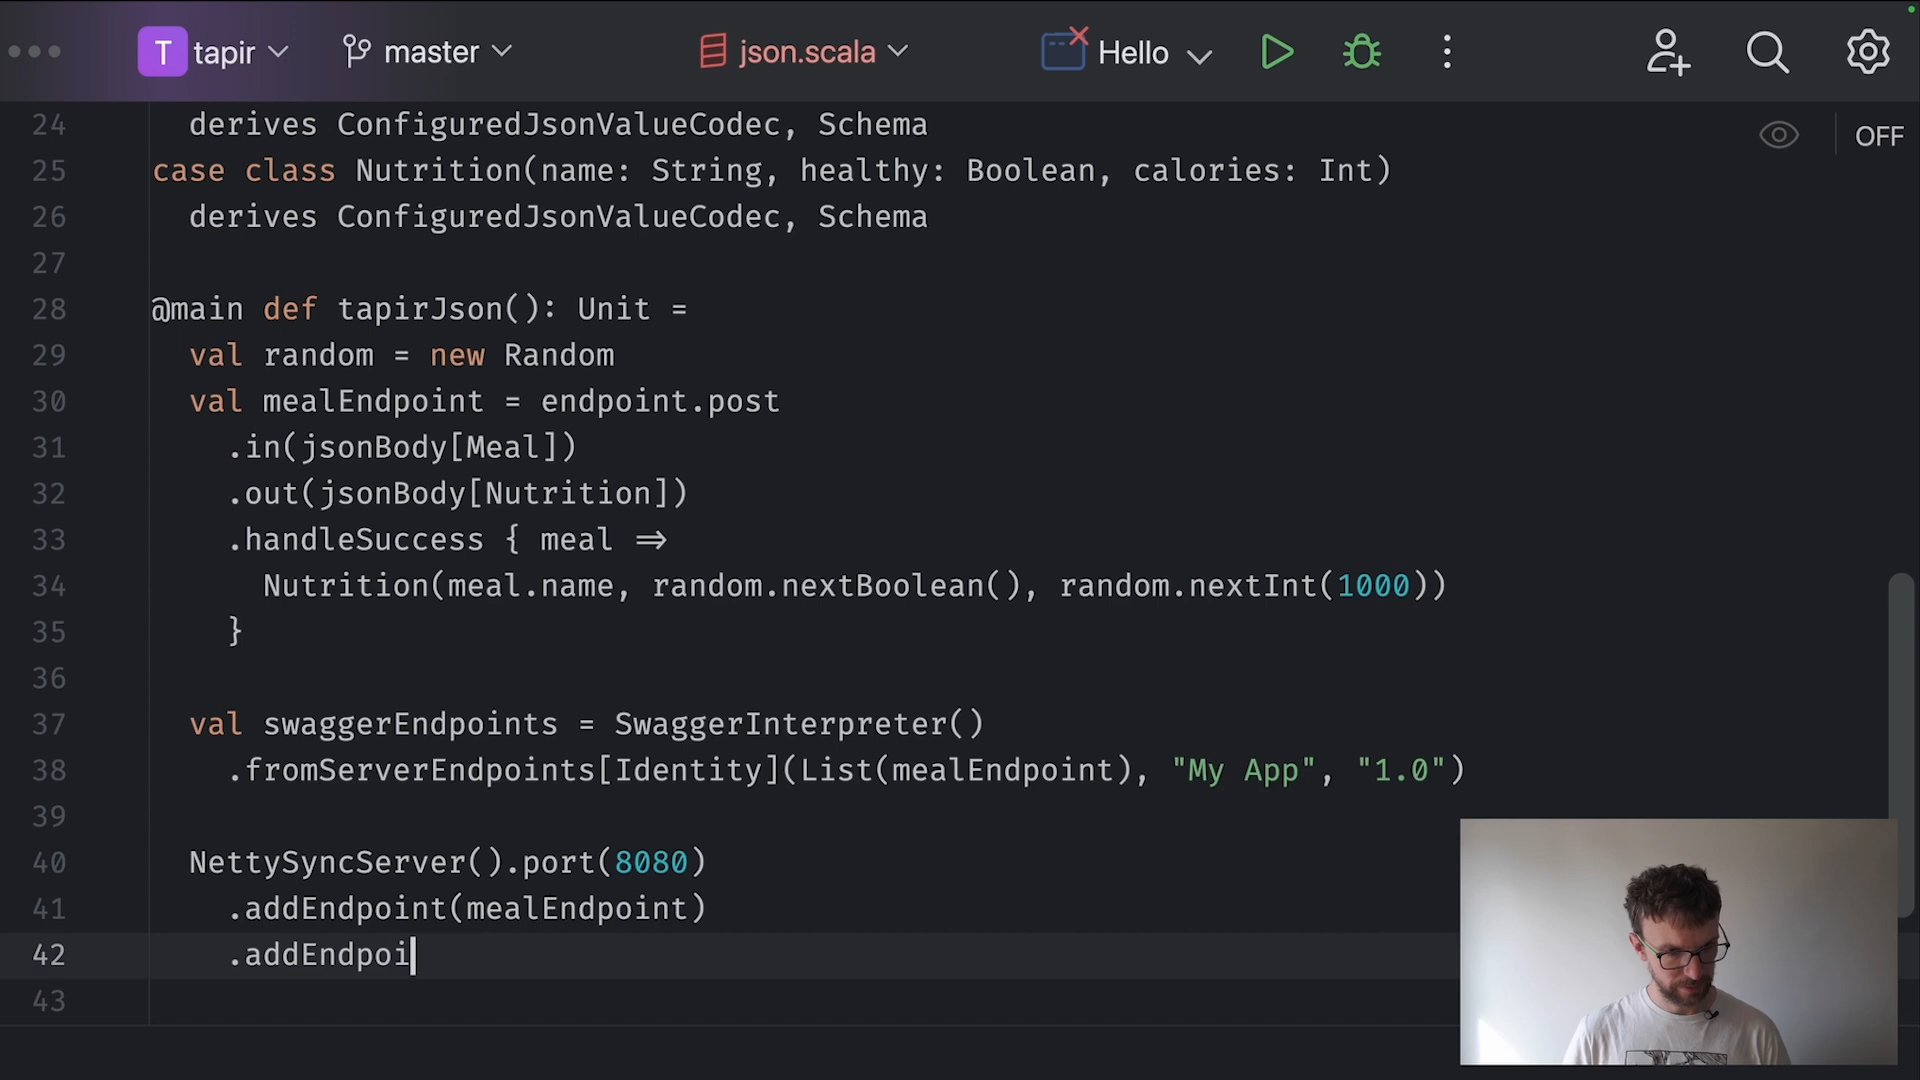 T tapir master json.scala Hello
OFF
24 derives ConfiguredJsonValueCodec, Schema
25 case class Nutrition(name: String, healthy: Boolean, calories: Int)
26 derives ConfiguredJsonValueCodec, Schema
27
28 @main def tapirJson(): Unit =
29 val random = new Random
30 val mealEndpoint = endpoint.post
31 .in(jsonBody[Meal])
32 .out(jsonBody[Nutrition])
33 .handleSuccess { meal ⇒
34 Nutrition(meal.name, random.nextBoolean(), random.nextInt(1000))
35 }
36
37 val swaggerEndpoints = SwaggerInterpreter()
38 .fromServerEndpoints[Identity](List(mealEndpoint), "My App", "1.0")
39
40 NettySyncServer().port(8080)
41 .addEndpoint(mealEndpoint)
42 .addEndpoi
43